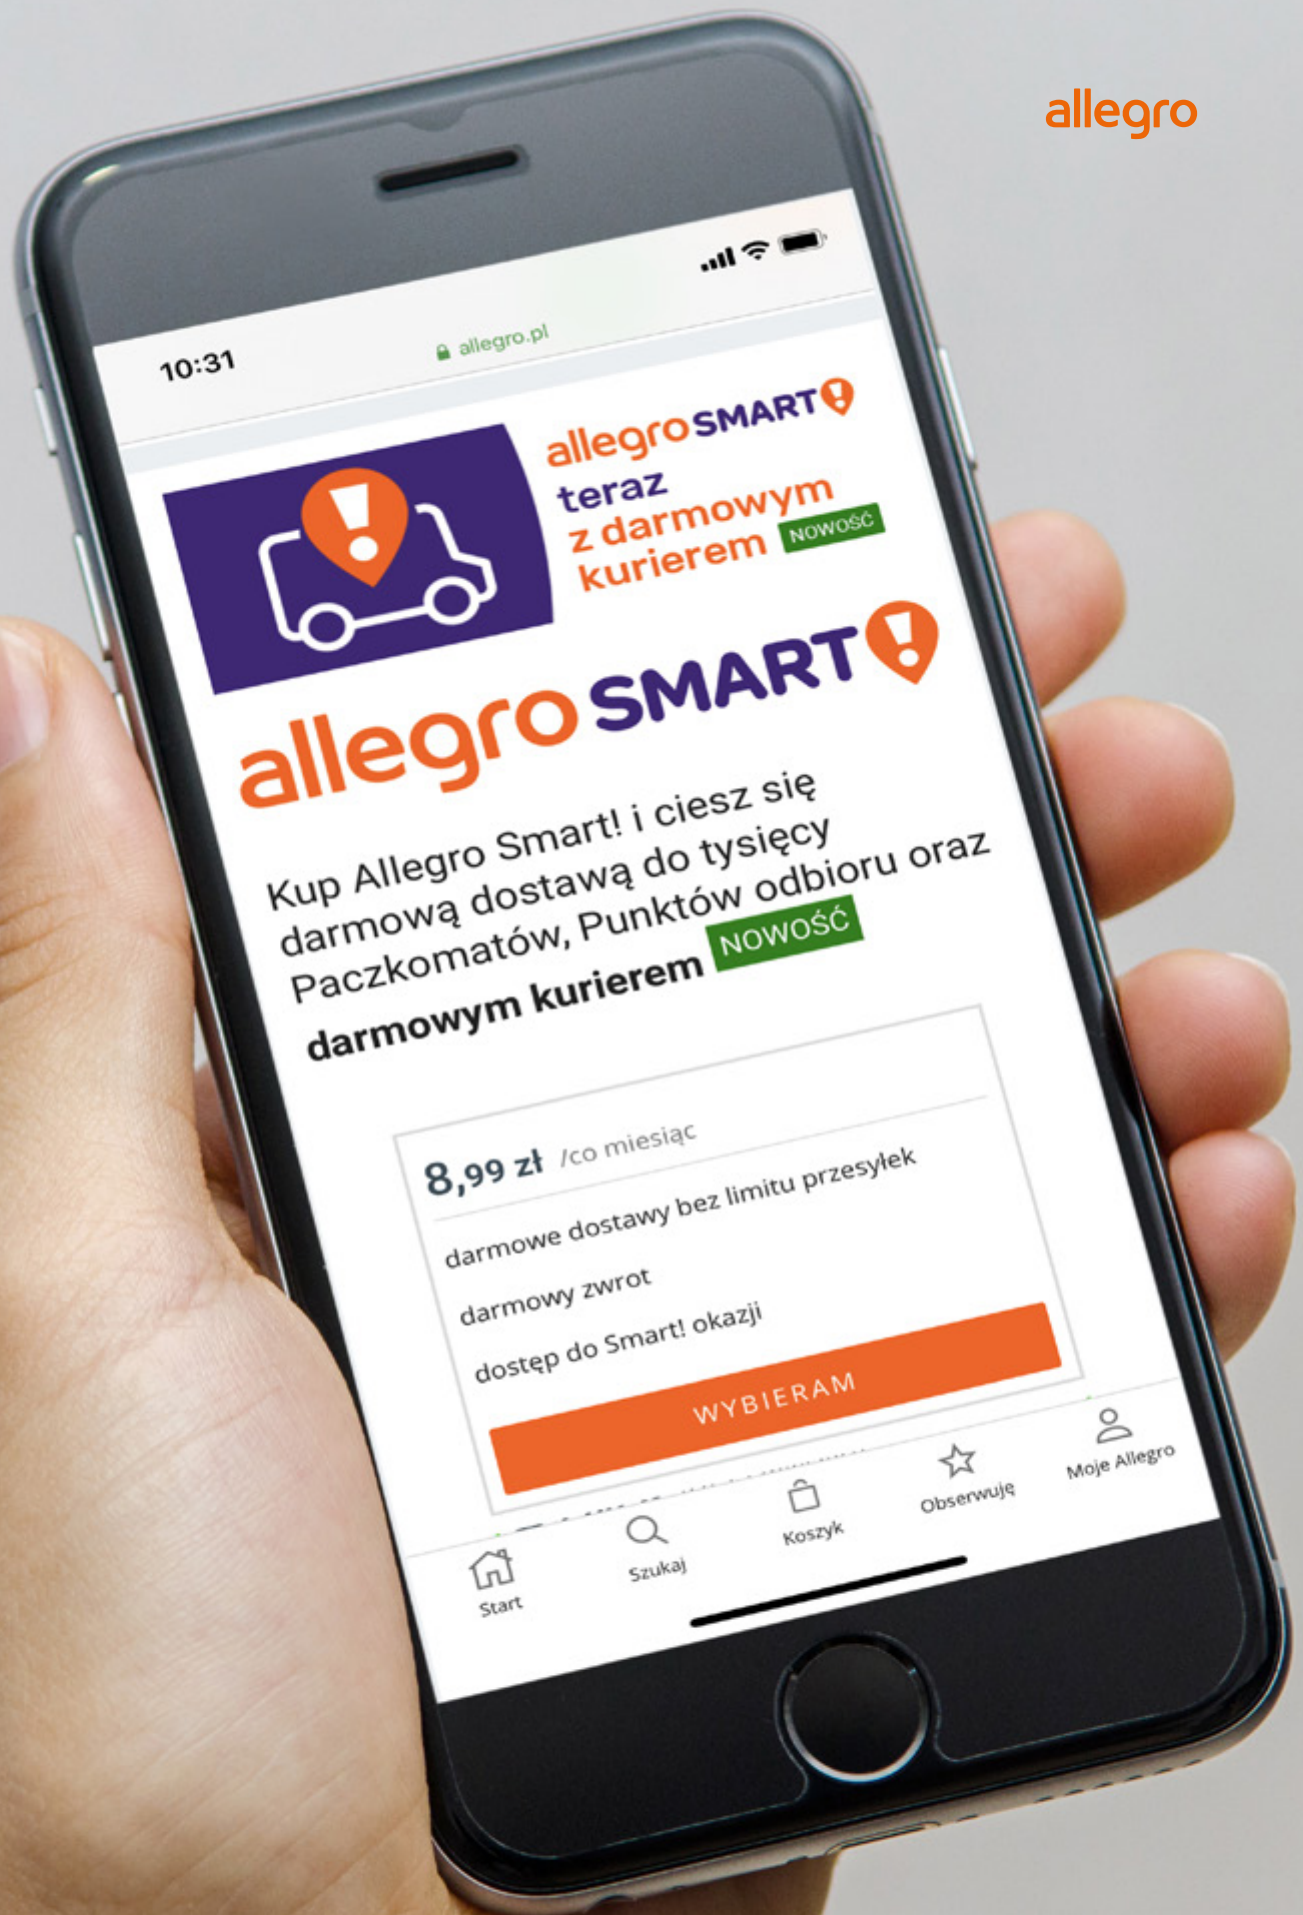 allegro
10:31
allegro.pl
allegro SMART!
teraz
z darmowym
kurierem NOWOŚĆ
allegro SMART!
Kup Allegro Smart! i ciesz się
darmową dostawą do tysięcy
Paczkomatów, Punktów odbioru oraz
darmowym kurierem NOWOŚĆ
8,99 zł /co miesiąc
darmowe dostawy bez limitu przesyłek
darmowy zwrot
dostęp do Smart! okazji
WYBIERAM
Start
Szukaj
Koszyk
Obserwuję
Moje Allegro